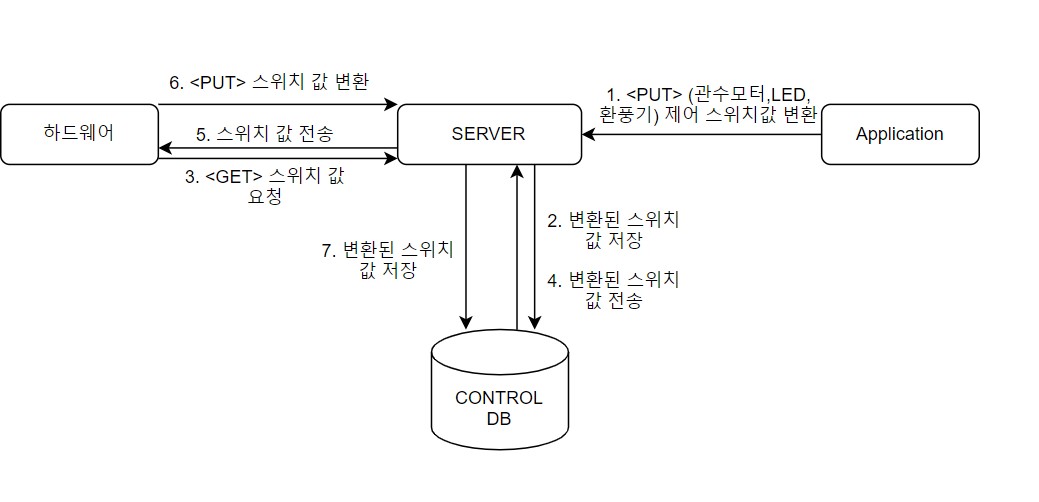 6. <PUT> 스위치 값 변환
1. <PUT> (관수모터,LED,
환풍기) 제어 스위치값 변환
하드웨어
5. 스위치 값 전송
SERVER
Application
3. <GET> 스위치 값
요청
2. 변환된 스위치
값 저장
7. 변환된 스위치
값 저장
4. 변환된 스위치
값 전송
CONTROL
DB